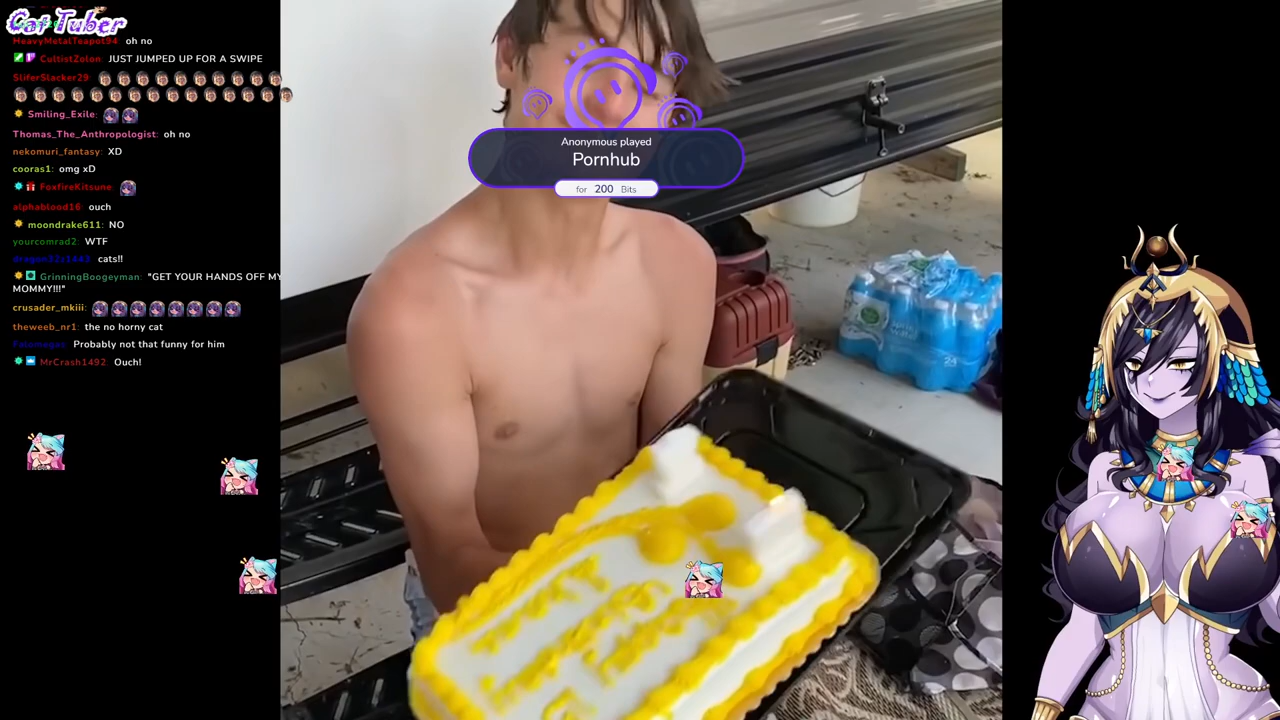 Cat Tuber
HeavyMetalTeapot94 oh no
CultistZolon: JUST JUMPED UP FOR A SWIPE
SliferSlacker29:
Smiling_Exile:
Thomas_The_Anthropologist: oh no
nekomuri_fantasy: XD
cooras1: omg xD
FoxfireKitsune
alphablood16 ouch
moondrake611: NO
yourcomrad2: WTF
cats!!
GrinningBoogeyman: "GET YOUR HANDS OFF MY
MOMMY!!!"
crusader_mkiii:
theweeb_nr1: the no horny cat
Probably not that funny for him
MrCrash1492 Ouch!
Anonymous played
Pornhub
for 200 Bits